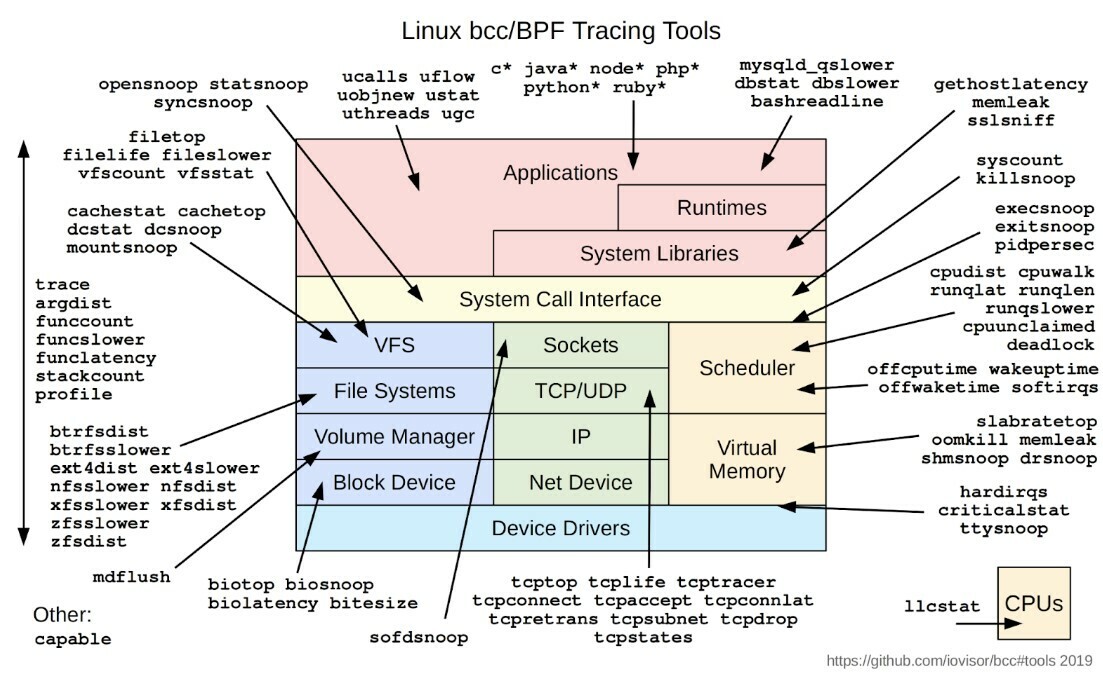 Linux bcc/BPF Tracing Tools
opensnoop statsnoop
syncsnoop
ucalls uflow
uobjnew ustat
uthreads ugc
c* java* node* php*
python* ruby*
mysqld_qslower
dbstat dbslower
bashreadline
gethostlatency
memleak
sslsniff
filetop
filelife fileslower
vfscount vfsstat
syscount
killsnoop
cachestat cachetop
dcstat dcsnoop
mountsnoop
execsnoop
exitsnoop
pidpersec
trace
argdist
funccount
funcslower
funclatency
stackcount
profile
cpudist cpuwalk
runqlat runqlen
runqslower
cpuunclaimed
deadlock
offcputime wakeuptime
offwaketime softirqs
btrfsdist
btrfsslower
ext4dist ext4slower
nfsslower nfsdist
xfsslower xfsdist
zfsslower
zfsdist
slabratetop
oomkill memleak
shmsnoop drsnoop
hardirqs
criticalstat
ttysnoop
Applications
Runtimes
System Libraries
System Call Interface
VFS
Sockets
Scheduler
File Systems
TCP/UDP
Volume Manager
IP
Virtual
Memory
Block Device
Net Device
Device Drivers
mdflush
biotop biosnoop
biolatency bitesize
sofdsnoop
tcptop tcplife tcptracer
tcpconnect tcpaccept tcpconnlat
tcpretrans tcpsubnet tcpdrop
tcpstates
llcstat
CPUs
Other:
capable
https://github.com/iovisor/bcc#tools 2019